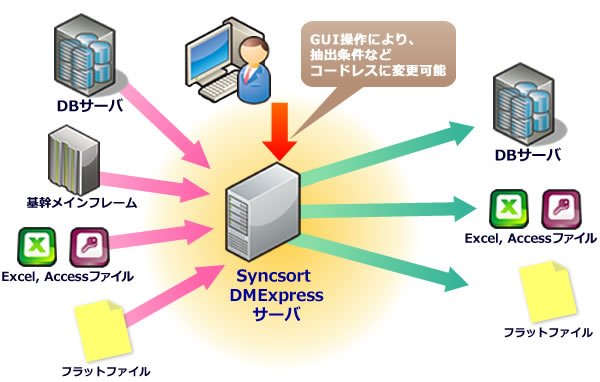 GUI操作により、
抽出条件など
コードレスに変更可能
DBサーバ
基幹メインフレーム
Excel, Accessファイル
フラットファイル
Syncsort
DMExpress
サーバ
DBサーバ
Excel, Accessファイル
フラットファイル